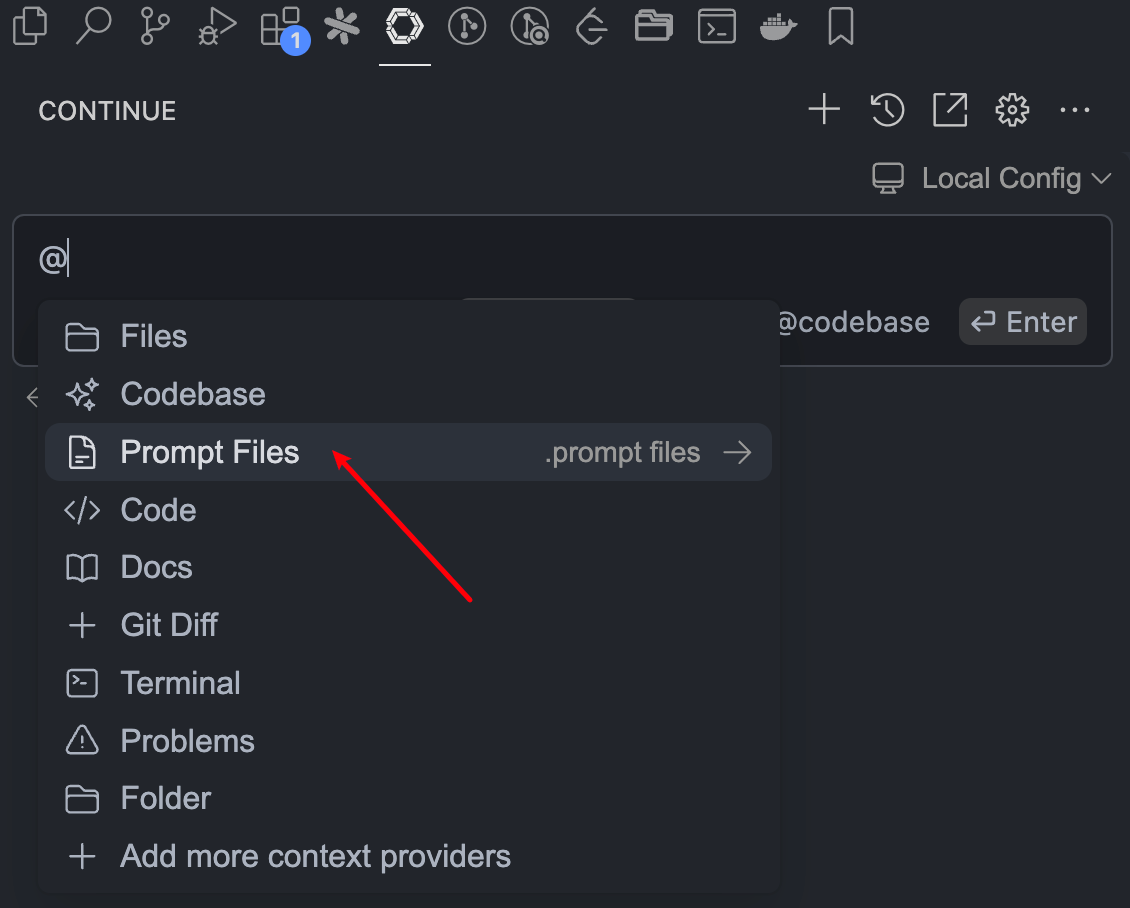 1
CONTINUE
Local Config
@
@codebase
Enter
Files
Codebase
Prompt Files .prompt files
Code
Docs
Git Diff
Terminal
Problems
Folder
Add more context providers